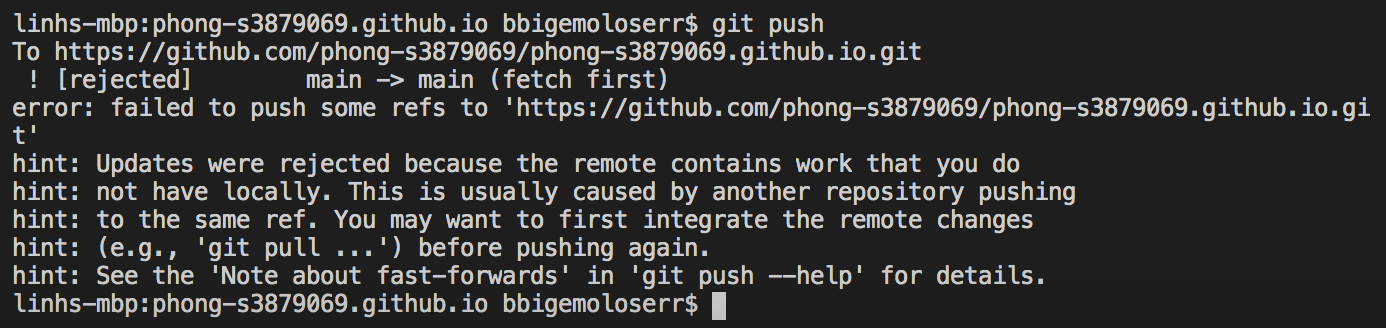 linhs-mbp:phong-s3879069.github.io bbigemoloserr$ git push
To https://github.com/phong-s3879069/phong-s3879069.github.io.git
 ! [rejected]        main -> main (fetch first)
error: failed to push some refs to 'https://github.com/phong-s3879069/phong-s3879069.github.io.gi
t'
hint: Updates were rejected because the remote contains work that you do
hint: not have locally. This is usually caused by another repository pushing
hint: to the same ref. You may want to first integrate the remote changes
hint: (e.g., 'git pull ...') before pushing again.
hint: See the 'Note about fast-forwards' in 'git push --help' for details.
linhs-mbp:phong-s3879069.github.io bbigemoloserr$